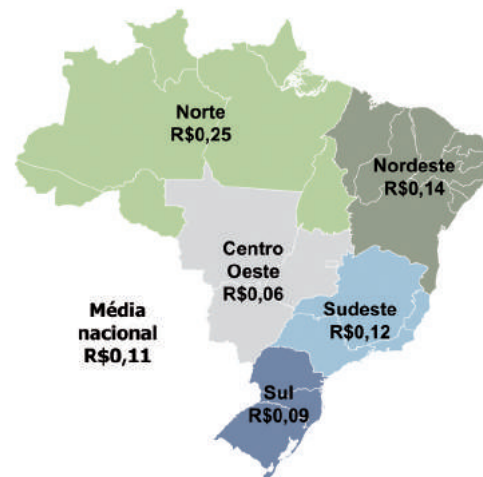 Norte
R$0,25
Nordeste
R$0,14
Centro
Oeste
R$0,06
Média
nacional
R$0,11
Sudeste
R$0,12
Sul
R$0,09